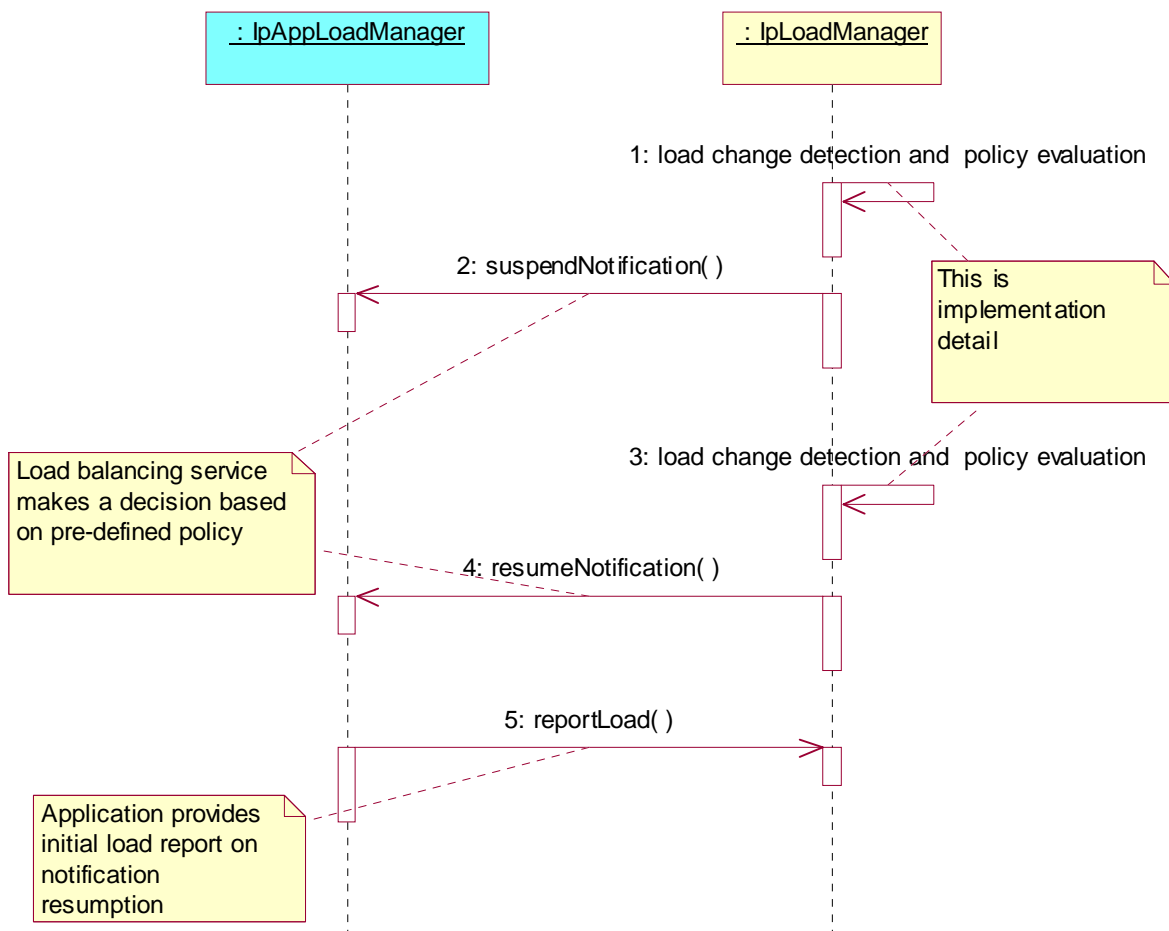 : IpAppLoadManager
: IpLoadManager
1: load change detection and  policy evaluation
2: suspendNotification( )
This is
implementation
detail
Load balancing service
makes a decision based
on pre-defined policy
3: load change detection and  policy evaluation
4: resumeNotification( )
5: reportLoad( )
Application provides
initial load report on
notification
resumption